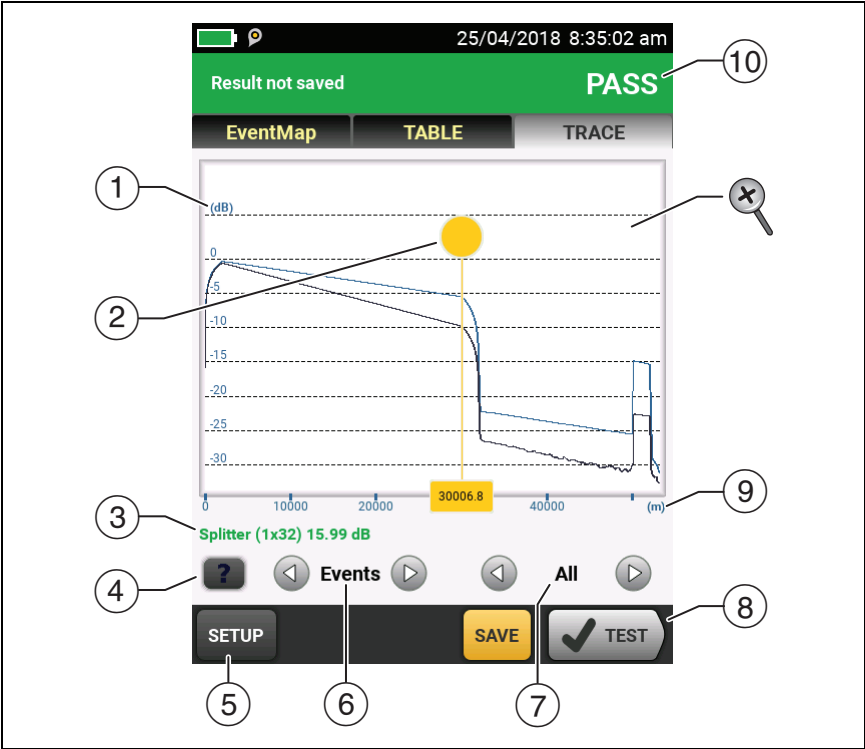 25/04/2018 8:35:02 am
Result not saved PASS
10
EventMap TABLE TRACE
1
(dB)
0
2
-5
-10
-15
-20
-25
-30
30006.8
0 10000 20000 40000 (m)
9
3
Splitter (1x32) 15.99 dB
4
? Events All
8
SETUP SAVE TEST
5 6 7